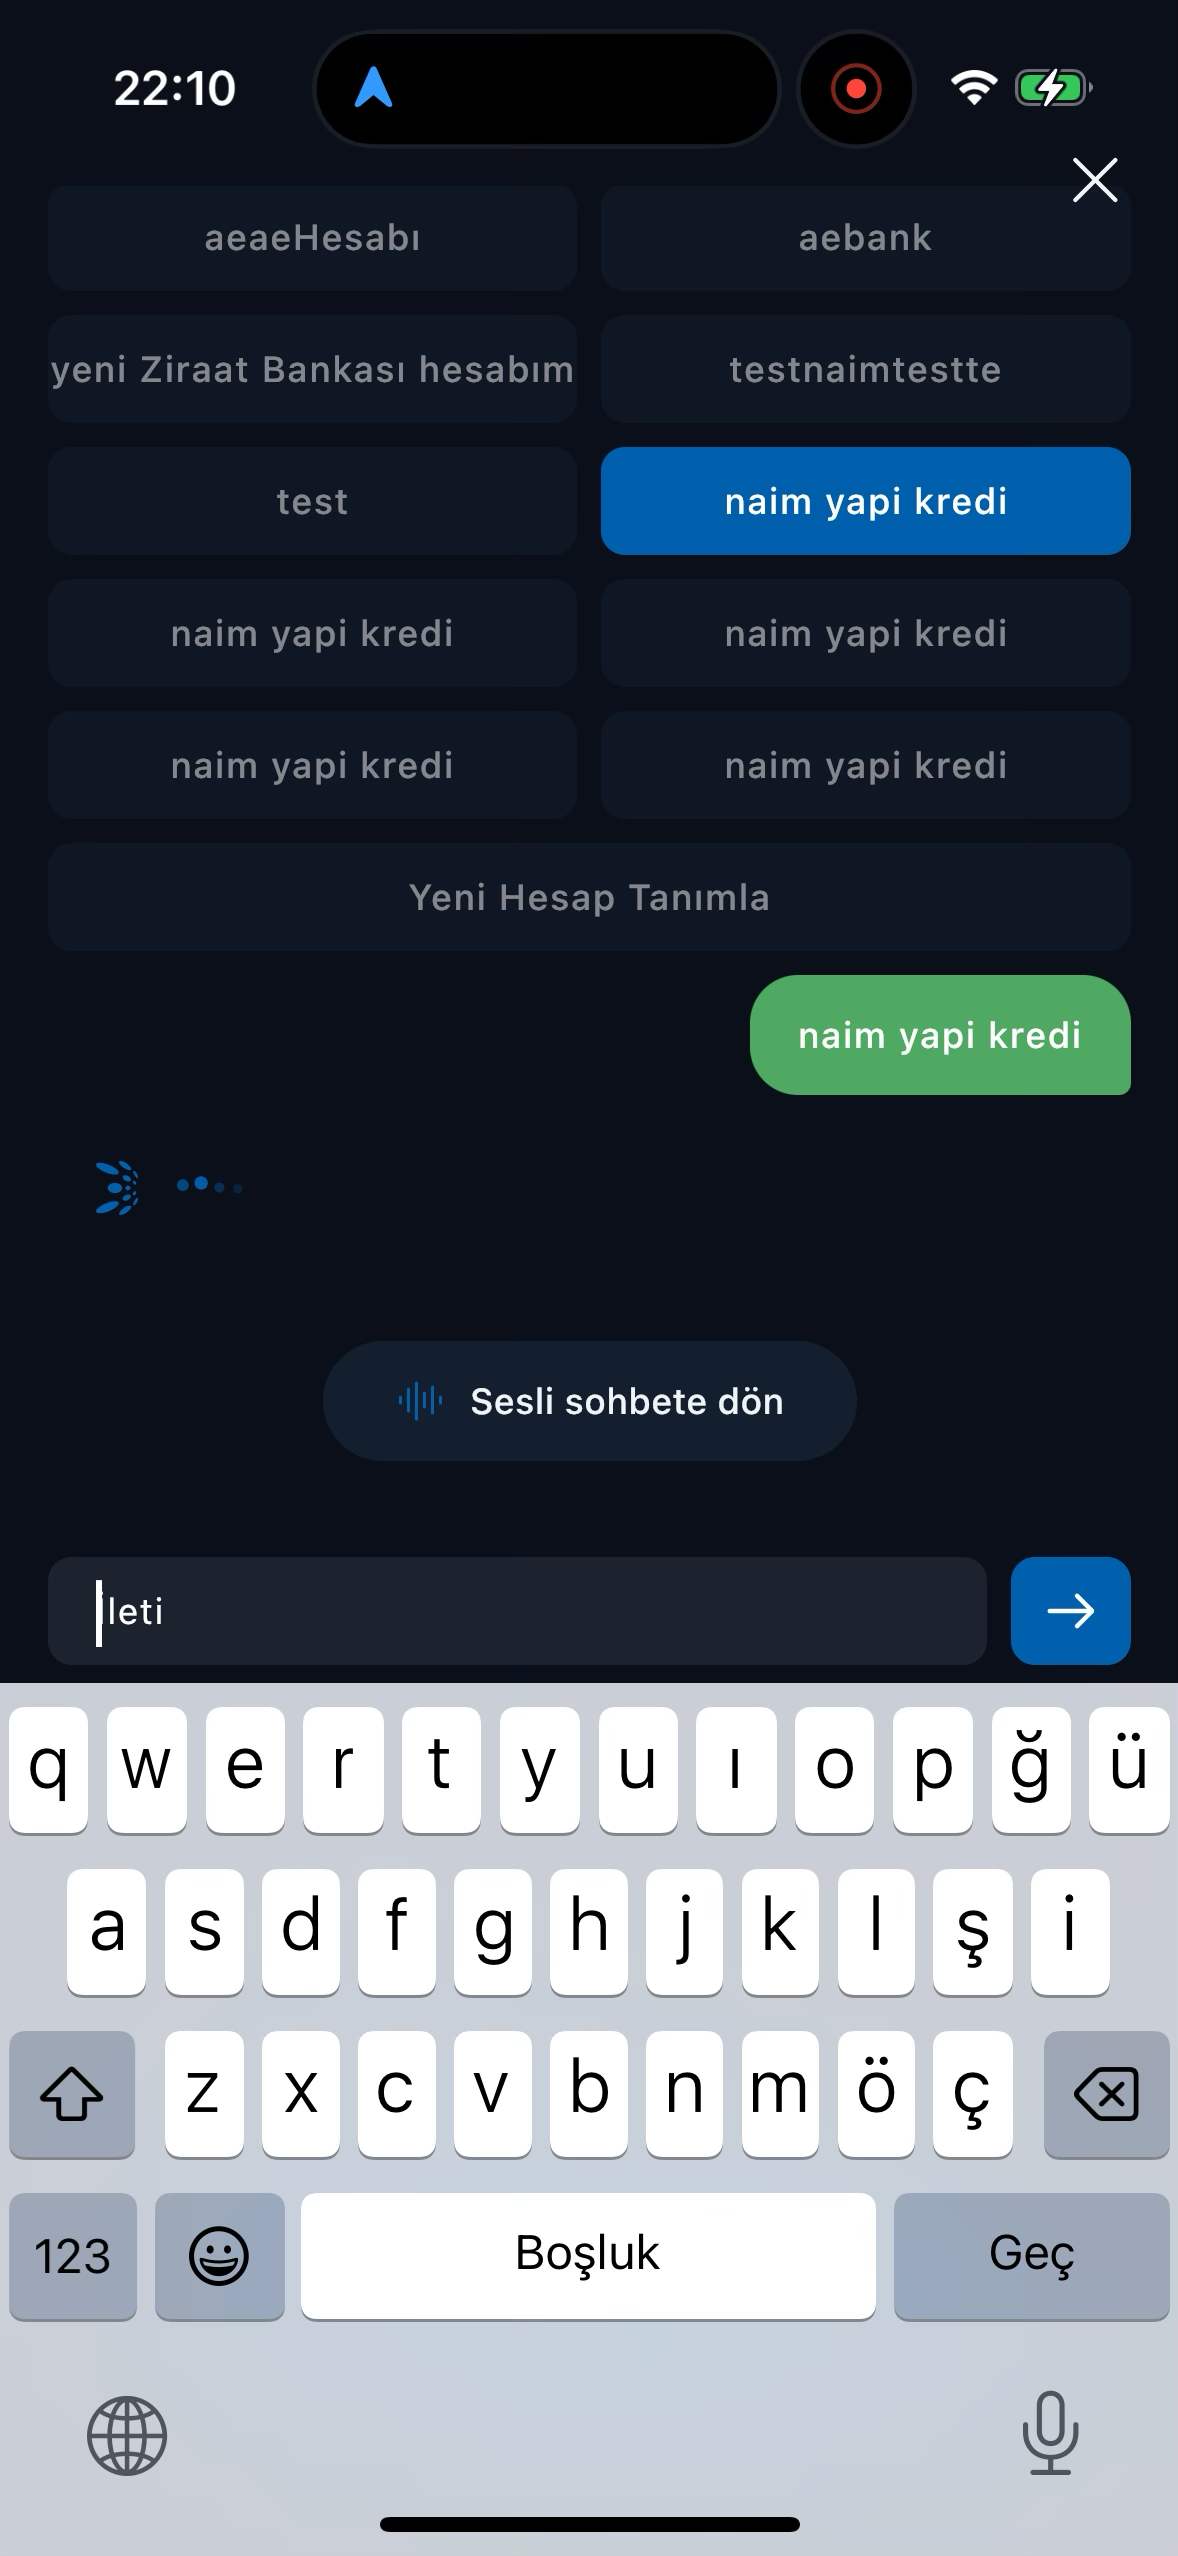 22:10
aeaeHesabı
aebank
yeni Ziraat Bankası hesabım
testnaimtestte
test
naim yapi kredi
naim yapi kredi
naim yapi kredi
naim yapi kredi
naim yapi kredi
Yeni Hesap Tanımla
naim yapi kredi
Sesli sohbete dön
İleti
q w e r t y u ı o p ğ ü
a s d f g h j k l ş i
z x c v b n m ö ç
123
Boşluk
Geç